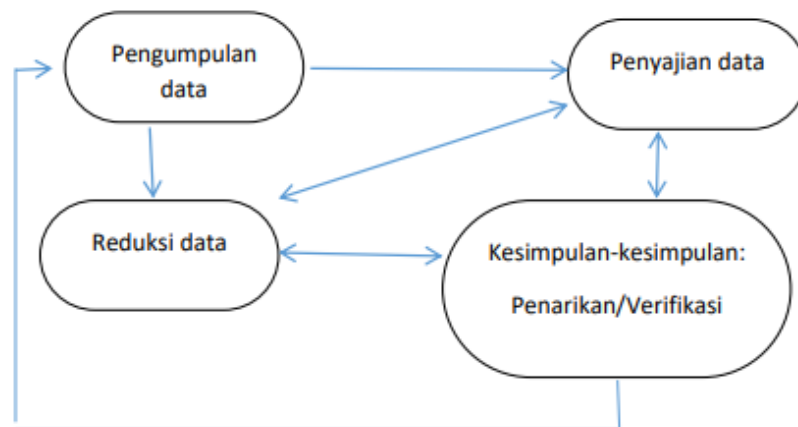 Pengumpulan
data
Penyajian data
Reduksi data
Kesimpulan-kesimpulan:
Penarikan/Verifikasi